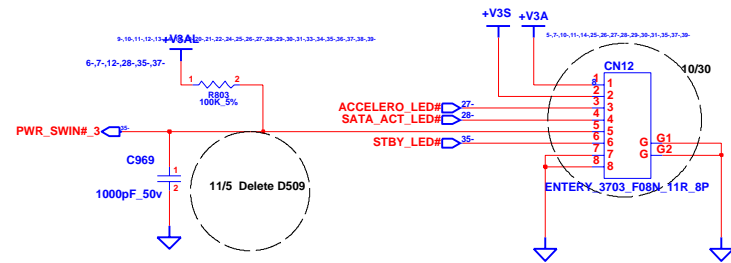 +V3S +V3A
9-,10-,11-,12-,13
20-,21-,22-,24-,25-,26-,27-,28-,29-,30-,31-,33-,34-,35-,36-,37-,38-,39-
5-,7-,10-,11-,14-,25-,26-,27-,28-,29-,30-,31-,35-,37-,39-
+V3AL
6-,7-,12-,28-,35-,37-
CN12
10/30
1 2
R803
100K_5%
1 1
8
2 2
ACCELERO_LED# 27- 3 3
SATA_ACT_LED# 28- 4 4
PWR_SWIN#_3 35- 5 5
STBY_LED# 35- 6 6 G G1
7 7 G G2
8 8
C969
1
2
1000pF_50v
11/5 Delete D509
ENTERY_3703_F08N_11R_8P